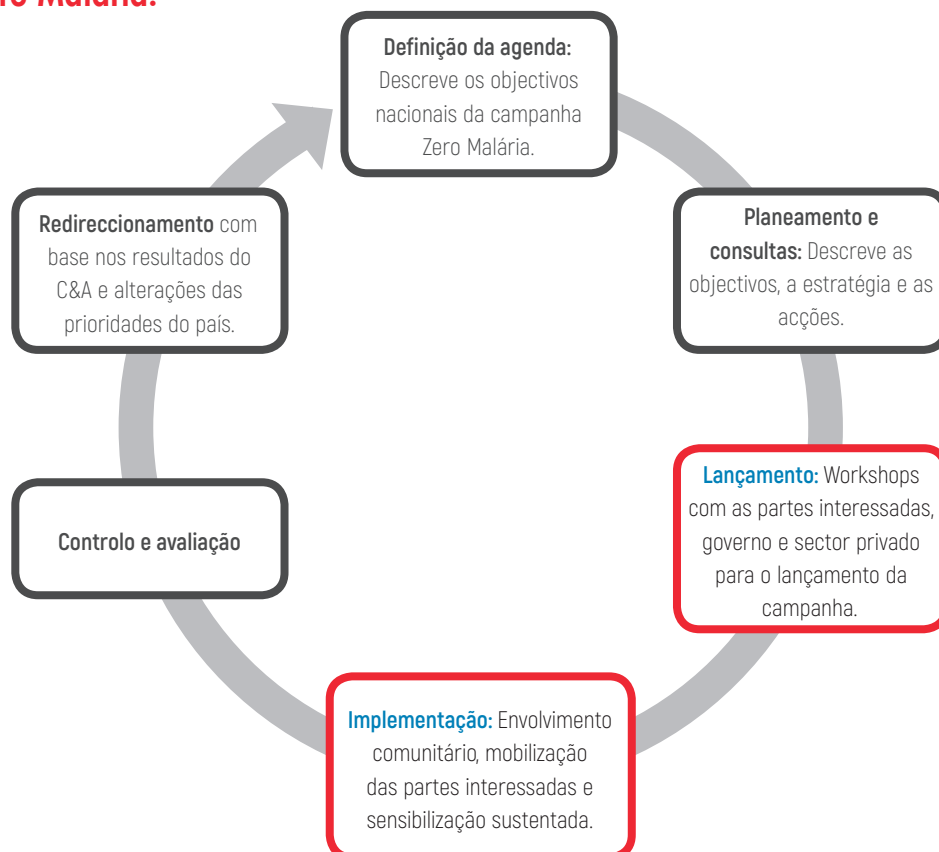 Malária:
Definição da agenda:
Descreve os objectivos
nacionais da campanha
Zero Malária.
Planeamento e
consultas: Descreve as
objectivos, a estratégia e as
acções.
Lançamento: Workshops
com as partes interessadas,
governo e sector privado
para o lançamento da
campanha.
Implementação: Envolvimento
comunitário, mobilização
das partes interessadas e
sensibilização sustentada.
Controlo e avaliação
Redireccionamento com
base nos resultados do
C&A e alterações das
prioridades do país.